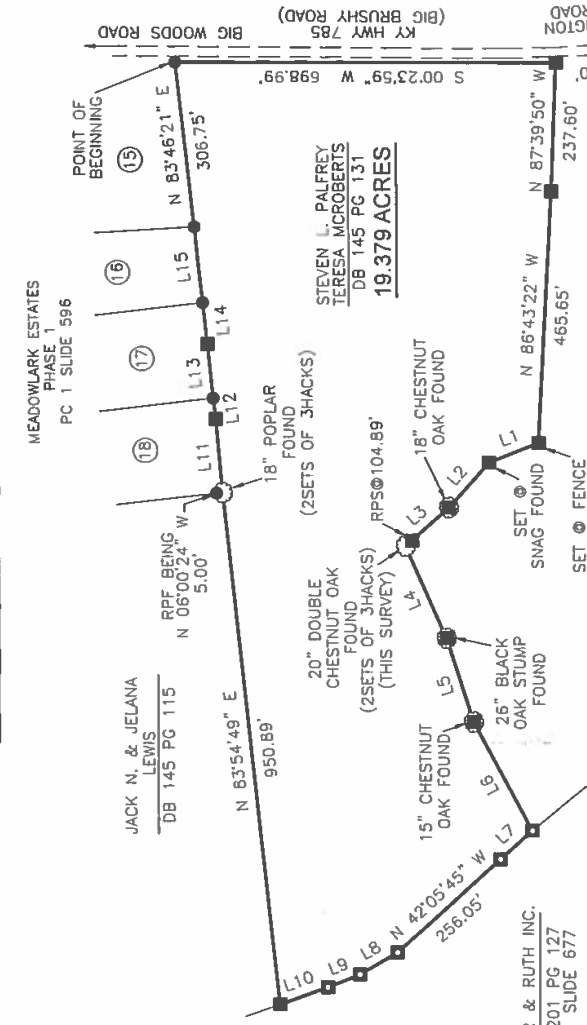 KY HWY 785
(BIG BRUSHY ROAD)
BIG WOODS ROAD
INGTON
ROAD
0'
S 00°23'59" W 698.99'
POINT OF
BEGINNING
N 83°46'21" E
306.75'
15
16
17
18
MEADOWLARK ESTATES
PHASE 1
PC 1 SLIDE 596
L15
L14
L13
L12
L11
STEVEN L. PALFREY
TERESA MCROBERTS
DB 145 PG 131
19.379 ACRES
N 87°39'50" W
237.60'
N 86°43'22" W
465.65'
18" POPLAR
FOUND
(2SETS OF 3HACKS)
RPF BEING
N 06°00'24" W
5.00'
JACK N. & JELANA
LEWIS
DB 145 PG 115
N 83°54'49" E
950.89'
RPS@104.89'
18" CHESTNUT
OAK FOUND
L1
L2
L3
SET @
SNAG FOUND
SET @ FENCE
20" DOUBLE
CHESTNUT OAK
FOUND
(2SETS OF 3HACKS)
(THIS SURVEY)
L4
L5
26" BLACK
OAK STUMP
FOUND
15" CHESTNUT
OAK FOUND
L6
L7
N 42°05'45" W
256.05'
L8
L9
L10
& RUTH INC.
201 PG 127
SLIDE 677